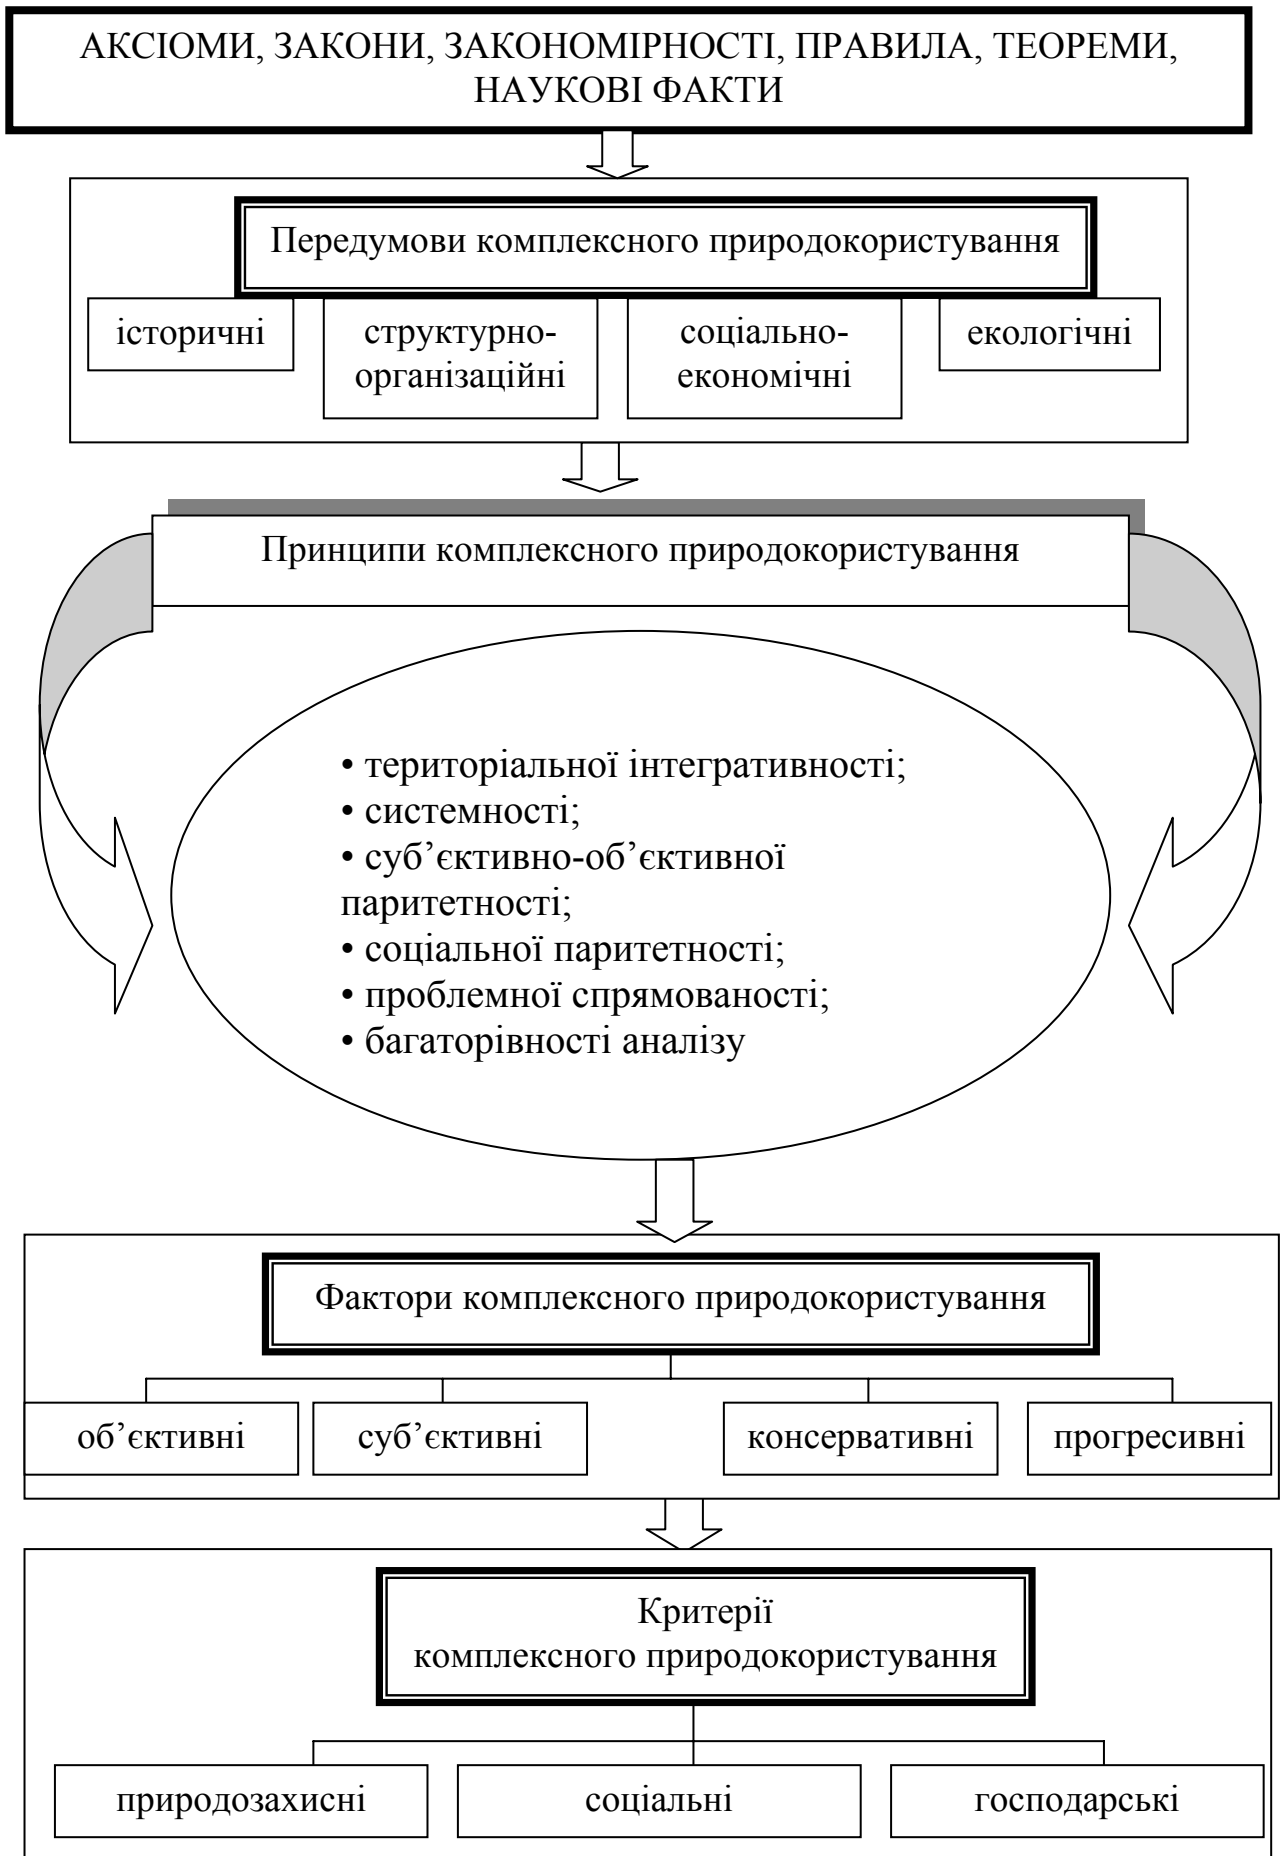 АКСІОМИ, ЗАКОНИ, ЗАКОНОМІРНОСТІ, ПРАВИЛА, ТЕОРЕМИ,
НАУКОВІ ФАКТИ
Передумови комплексного природокористування
історичні
структурно-
організаційні
соціально-
економічні
екологічні
Принципи комплексного природокористування
• територіальної інтегративності;
• системності;
• суб’єктивно-об’єктивної
паритетності;
• соціальної паритетності;
• проблемної спрямованості;
• багаторівності аналізу
Фактори комплексного природокористування
об’єктивні
суб’єктивні
консервативні
прогресивні
Критерії
комплексного природокористування
природозахисні
соціальні
господарські